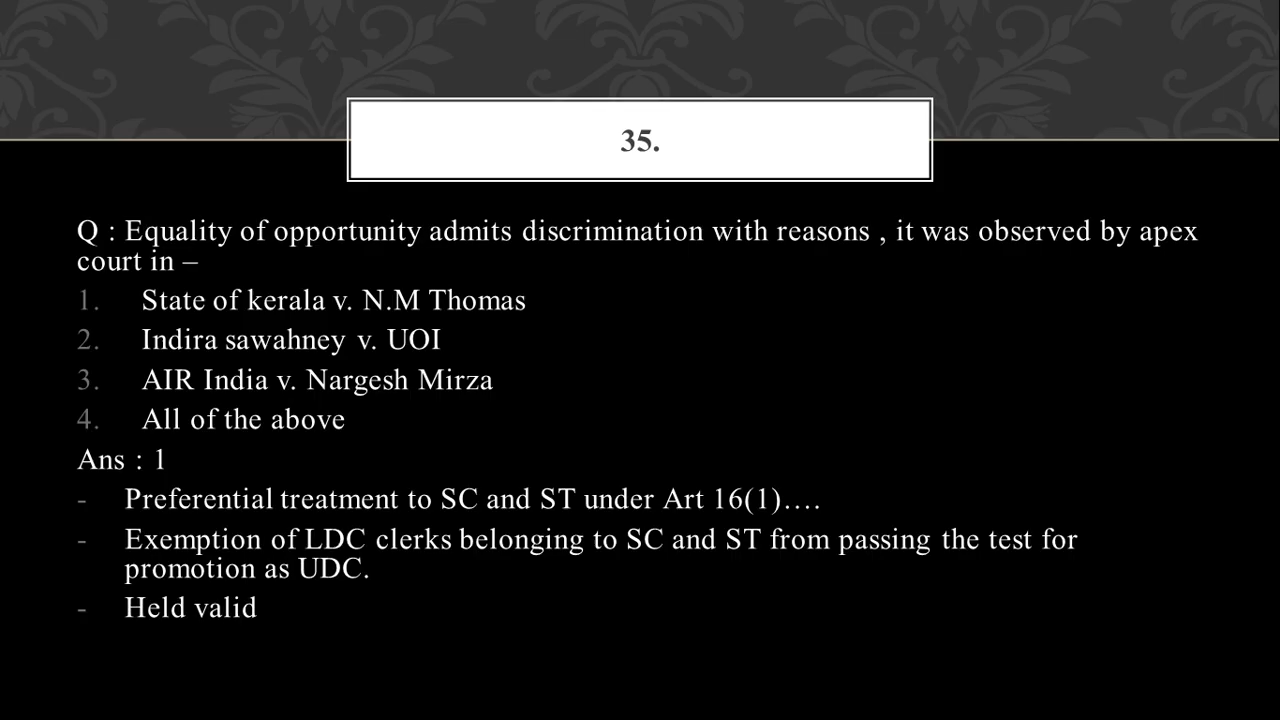 35.
Q : Equality of opportunity admits discrimination with reasons , it was observed by apex
court in –
1. State of kerala v. N.M Thomas
2. Indira sawahney v. UOI
3. AIR India v. Nargesh Mirza
4. All of the above
Ans : 1
- Preferential treatment to SC and ST under Art 16(1)….
- Exemption of LDC clerks belonging to SC and ST from passing the test for
promotion as UDC.
- Held valid